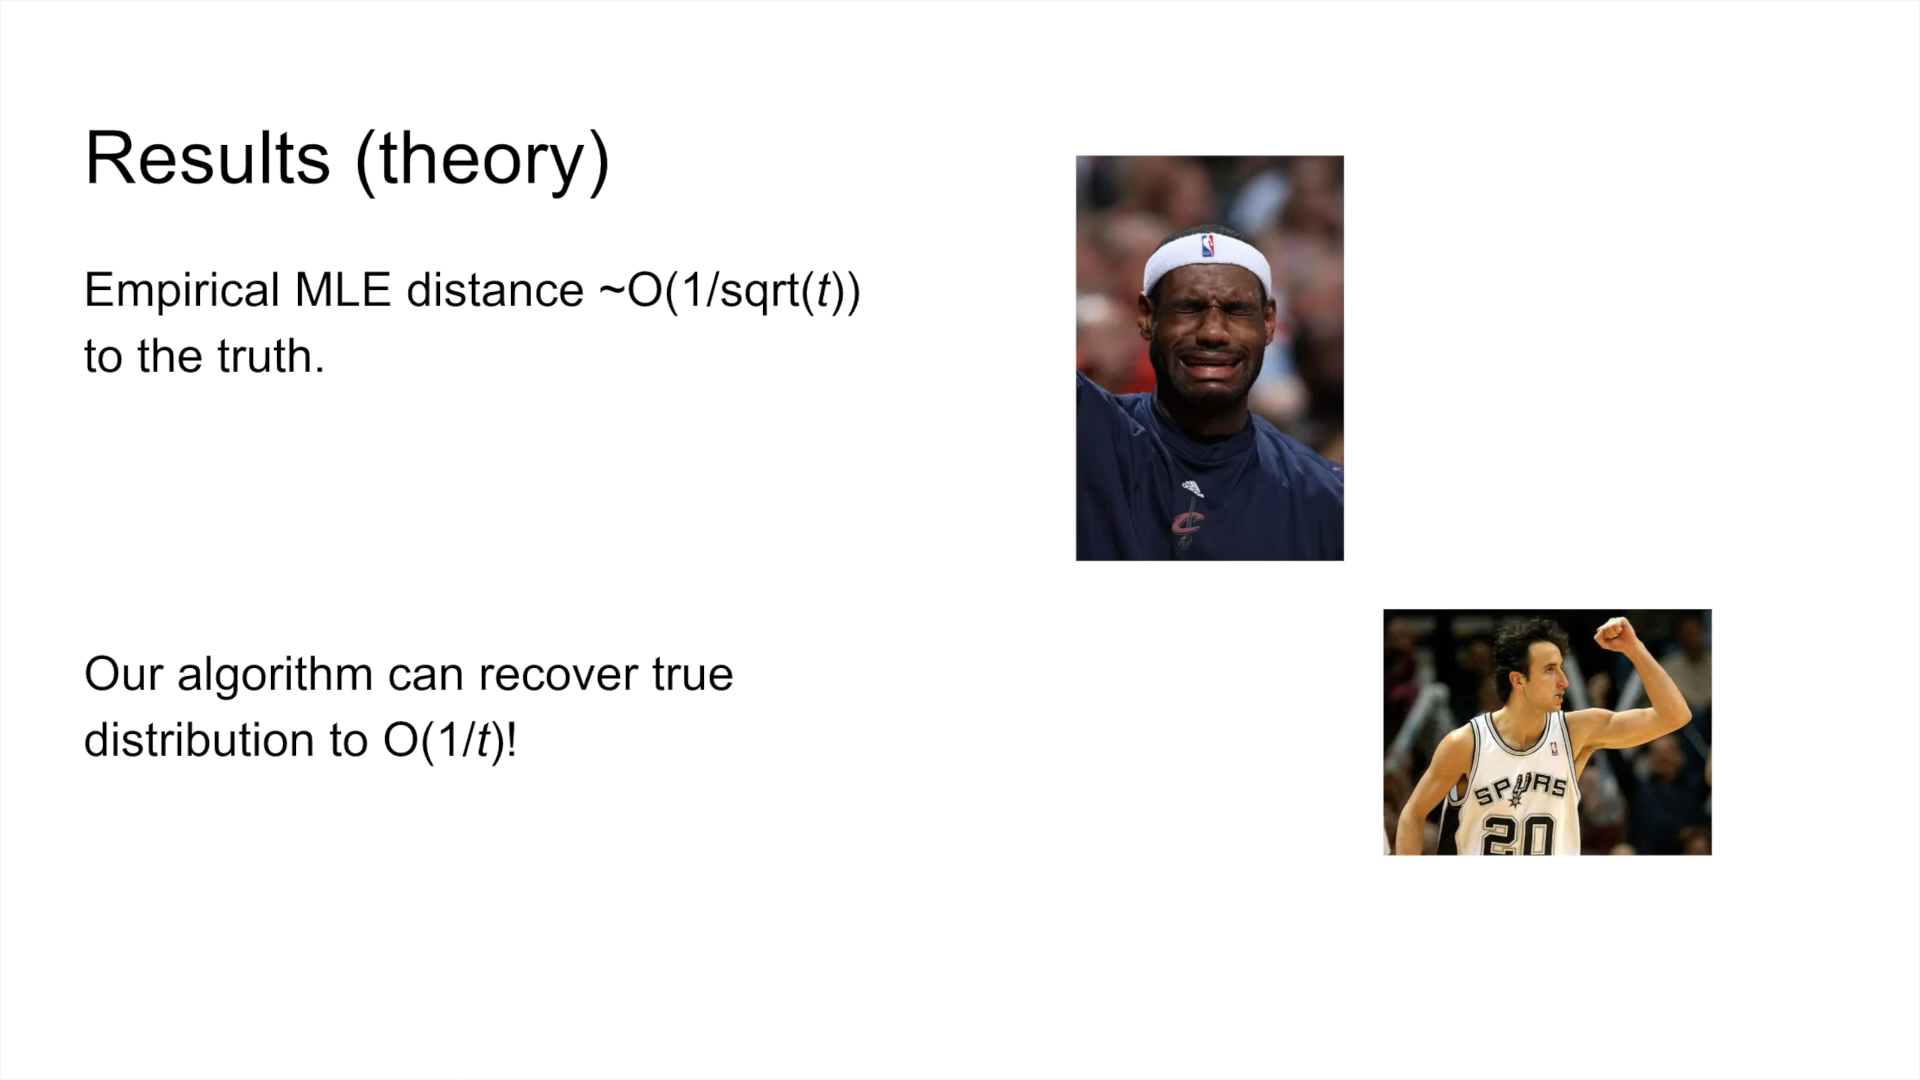 Results (theory)
Empirical MLE distance ~O(1/sqrt(t))
to the truth.
Our algorithm can recover true
distribution to O(1/t)!
SPURS
20